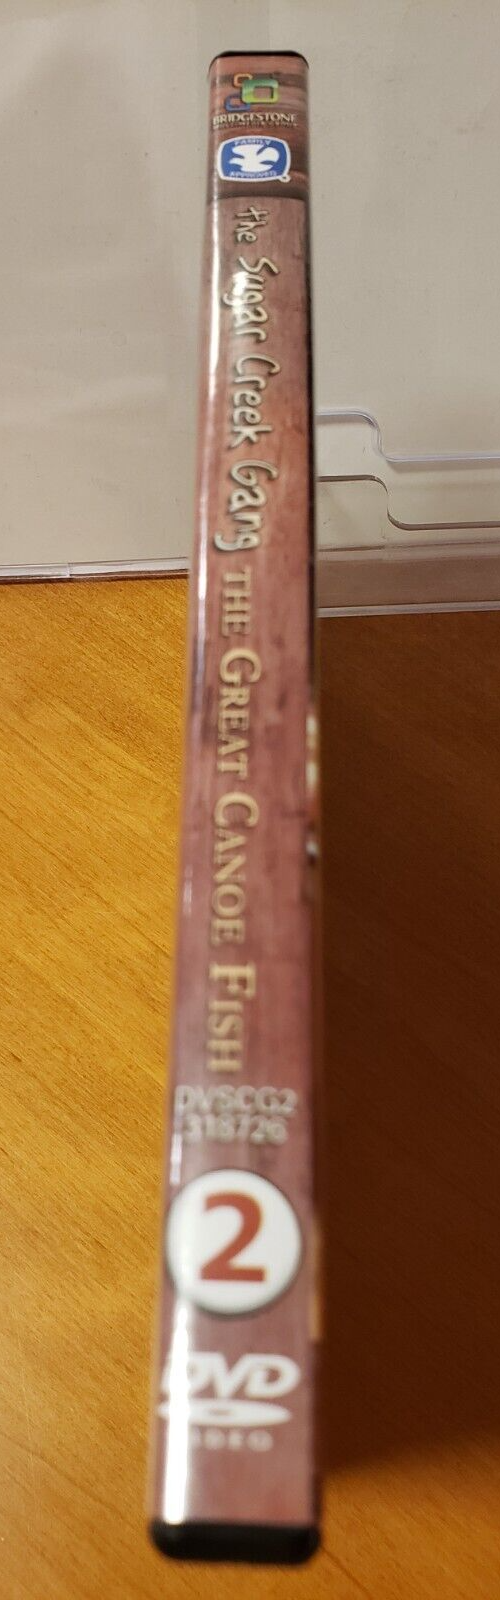 BRIDGESTONE
FAMILY
APPROVED
the Sugar Creek Gang THE GREAT CANOE FISH
DVSCG2
318726
2
DVD
VIDEO